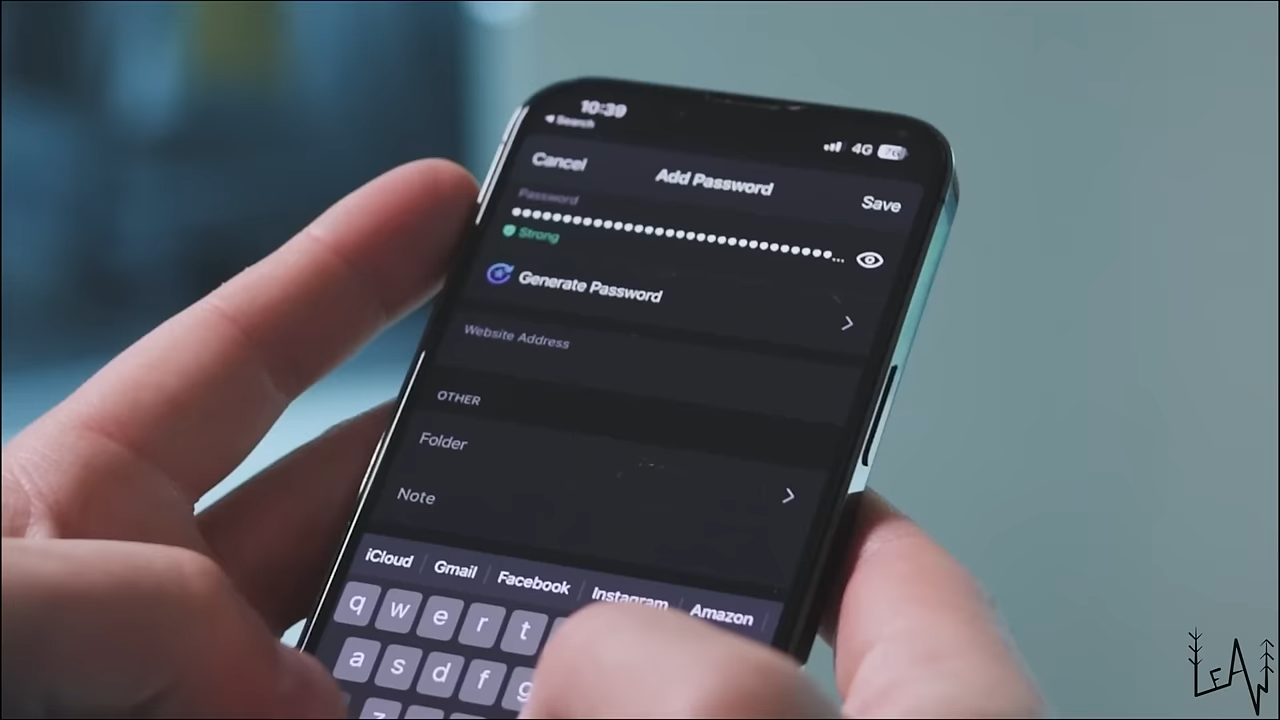 10:39
Search
4G
Cancel Add Password Save
Password
Strong
Generate Password
Website Address
OTHER
Folder
Note
iCloud Gmail Facebook Instagram Amazon
q w e r t
a s d f g
z
LEAN